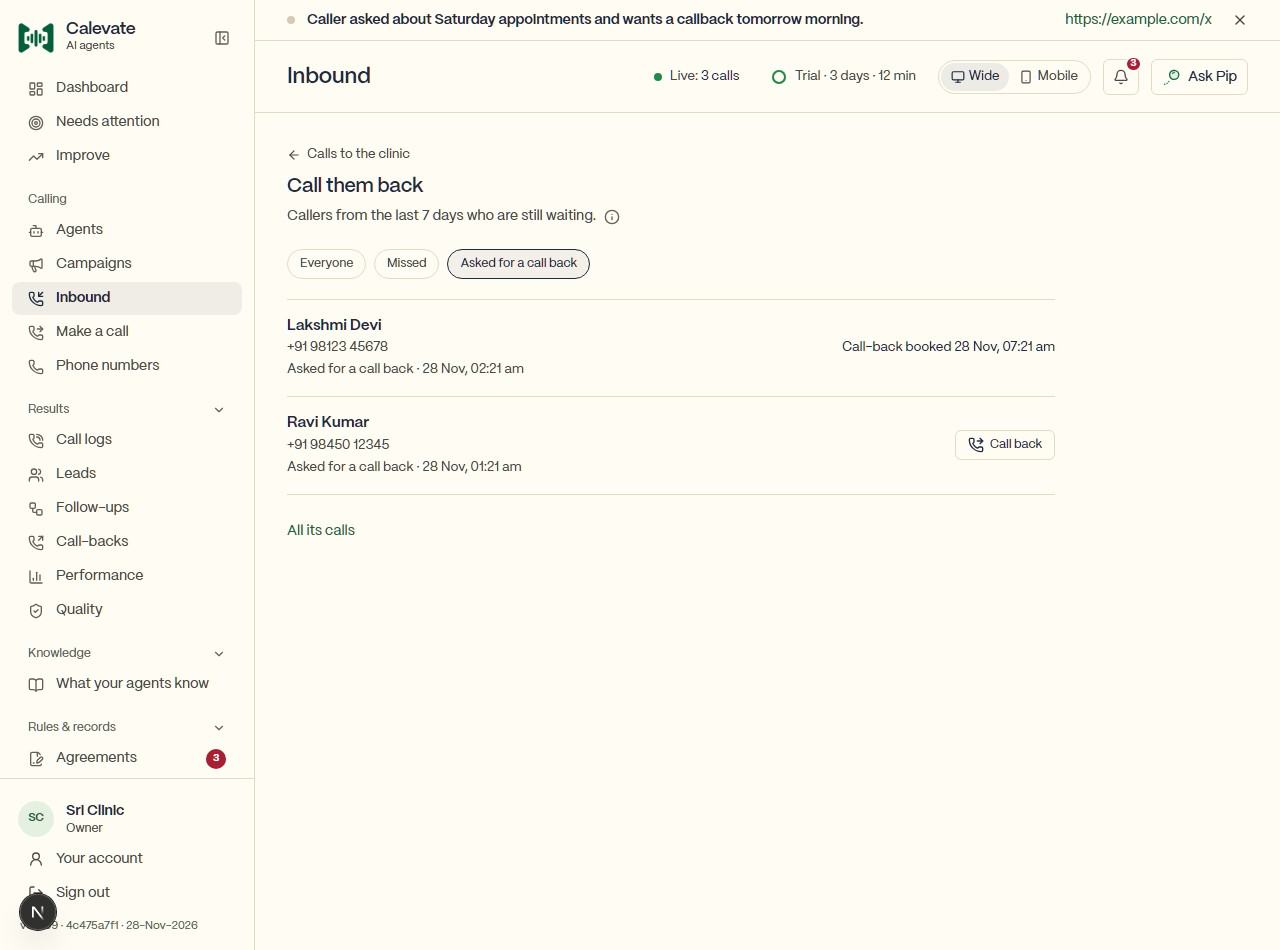 Calevate
AI agents
Dashboard
Needs attention
Improve
Calling
Agents
Campaigns
Inbound
Make a call
Phone numbers
Results
Call logs
Leads
Follow-ups
Call-backs
Performance
Quality
Knowledge
What your agents know
Rules & records
Agreements 3
SC
Sri Clinic
Owner
Your account
Sign out
N
· 4c475a7f1 · 28-Nov-2026
Caller asked about Saturday appointments and wants a callback tomorrow morning. https://example.com/x
Inbound
Live: 3 calls
Trial · 3 days · 12 min
Wide
Mobile
3
Ask Pip
Calls to the clinic
Call them back
Callers from the last 7 days who are still waiting.
Everyone
Missed
Asked for a call back
Lakshmi Devi
+91 98123 45678
Asked for a call back · 28 Nov, 02:21 am
Call-back booked 28 Nov, 07:21 am
Ravi Kumar
+91 98450 12345
Asked for a call back · 28 Nov, 01:21 am
Call back
All its calls